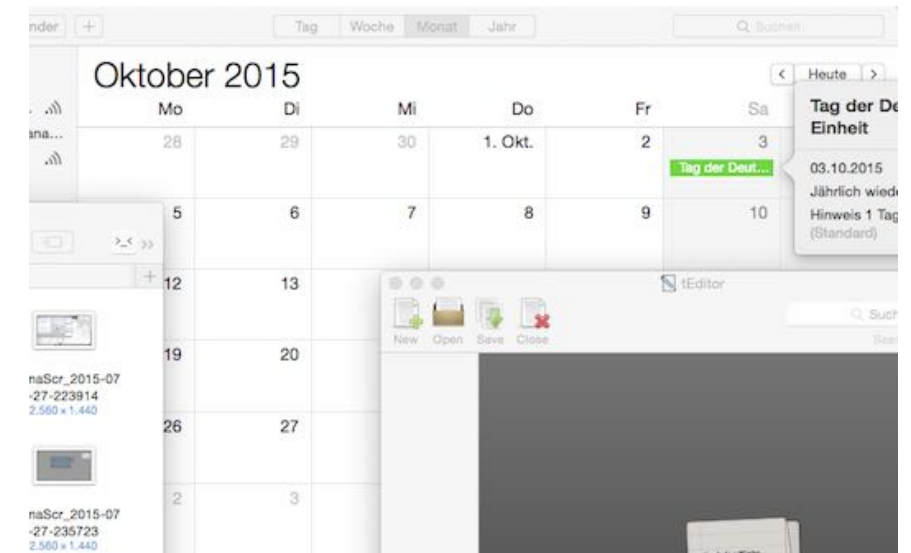 nder +
Tag Woche Monat Jahr
Suchen
Oktober 2015
< Heute >
Mo Di Mi Do Fr Sa
28 29 30 1. Okt. 2 3
Tag der Deut...
Tag der De
Einheit
03.10.2015
Jährlich wiede
Hinweis 1 Tag
(Standard)
ana...
5 6 7 8 9 10
>_< >>
+
12 13
tEditor
New Open Save Close
Such
19 20
naScr_2015-07
-27-223914
2.560 x 1.440
26 27
2 3
naScr_2015-07
-27-235723
2.560 x 1.440